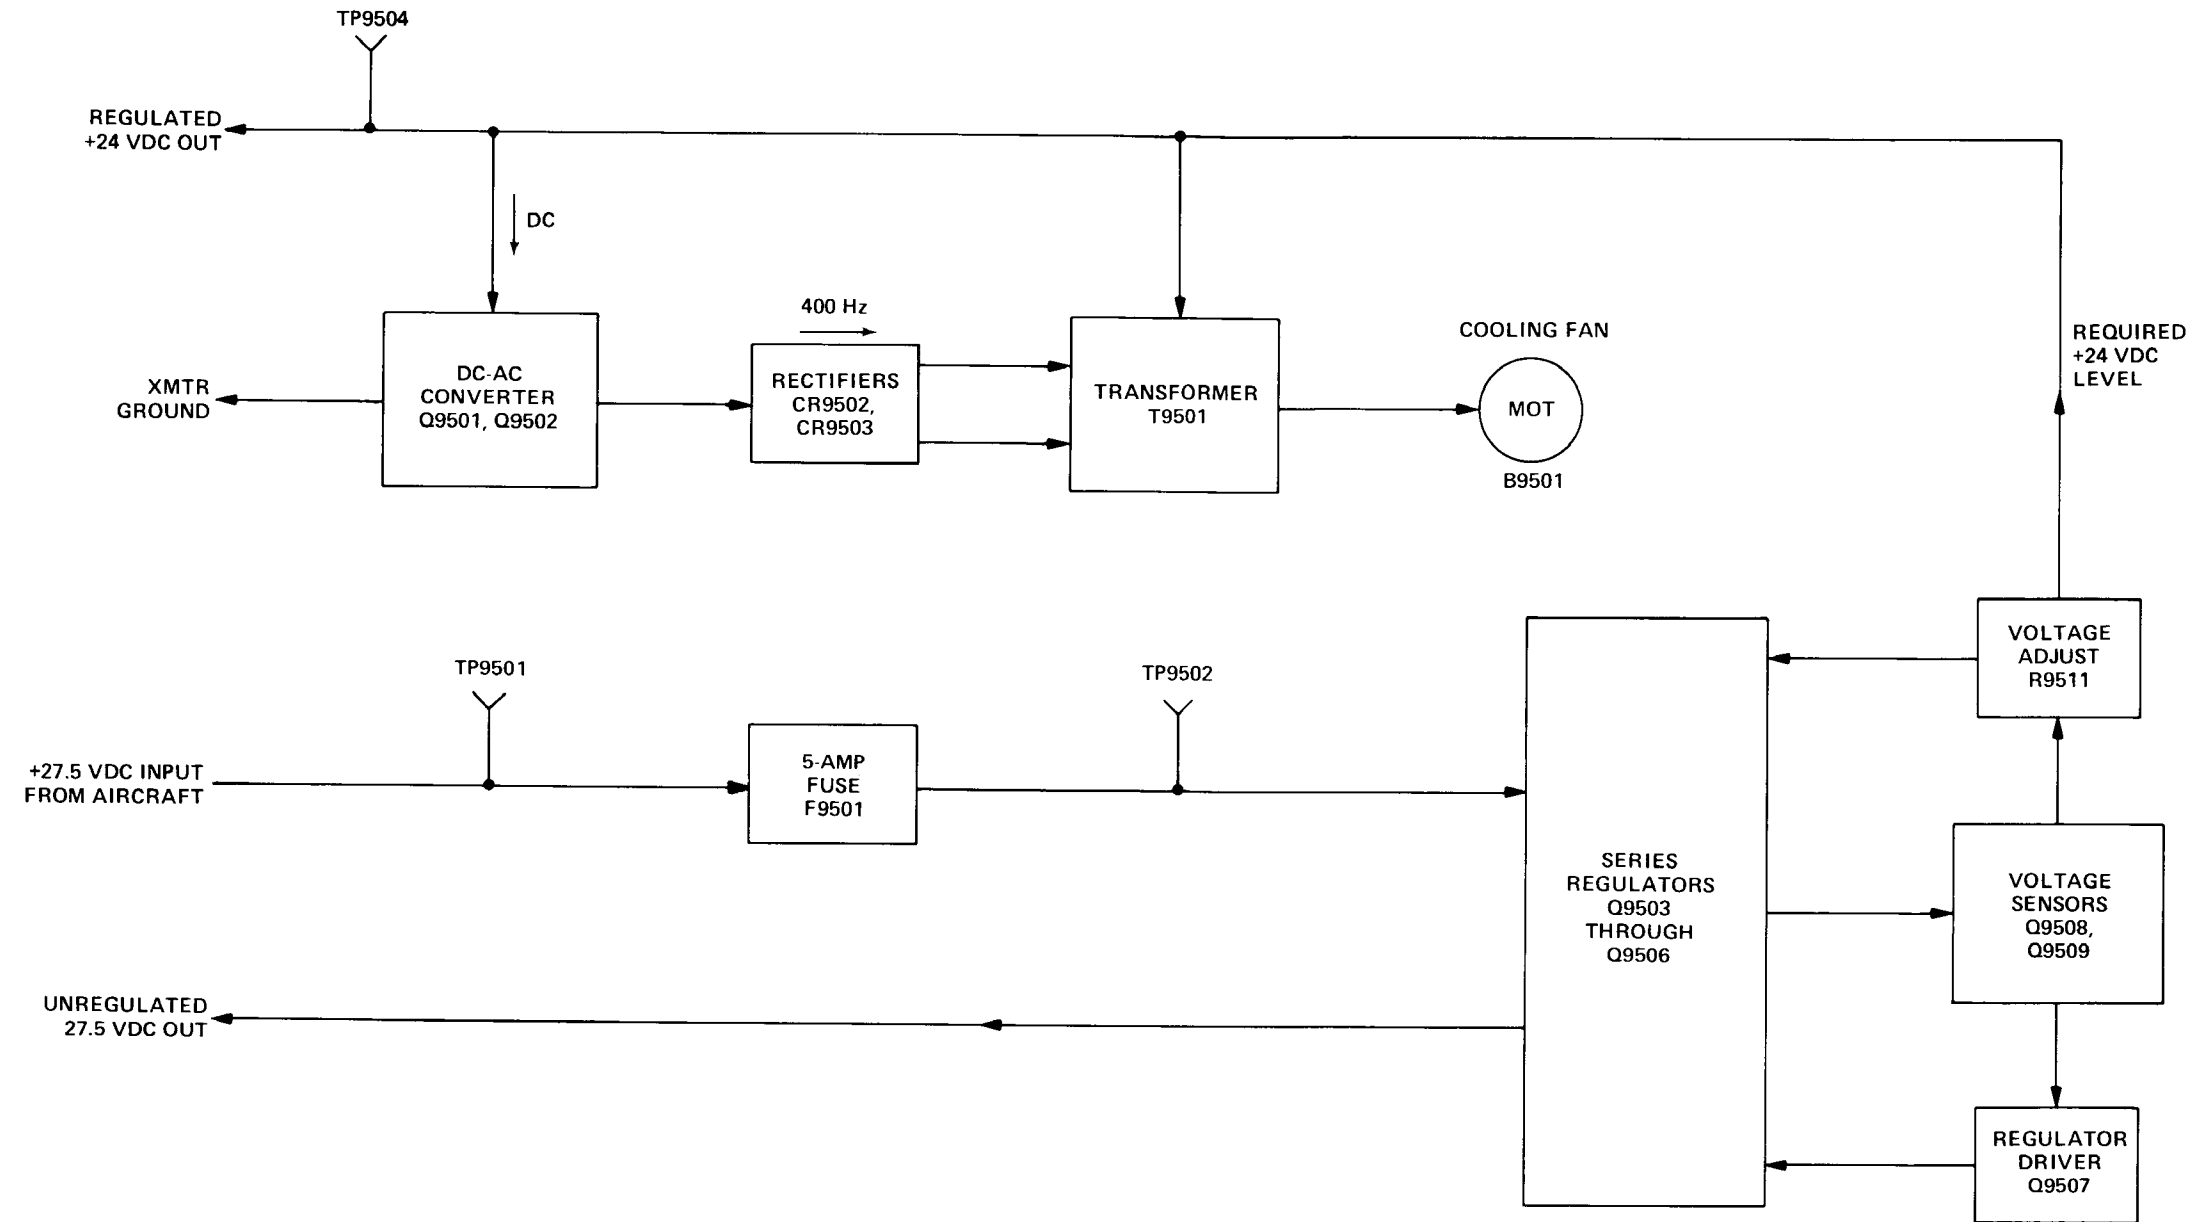 TP9504
REGULATED
+24 VDC OUT
DC
400 Hz
XMTR
GROUND
DC-AC
CONVERTER
Q9501, Q9502
RECTIFIERS
CR9502,
CR9503
TRANSFORMER
T9501
COOLING FAN
MOT
B9501
REQUIRED
+24 VDC
LEVEL
VOLTAGE
ADJUST
R9511
TP9501
TP9502
+27.5 VDC INPUT
FROM AIRCRAFT
5-AMP
FUSE
F9501
SERIES
REGULATORS
Q9503
THROUGH
Q9506
VOLTAGE
SENSORS
Q9508,
Q9509
UNREGULATED
27.5 VDC OUT
REGULATOR
DRIVER
Q9507